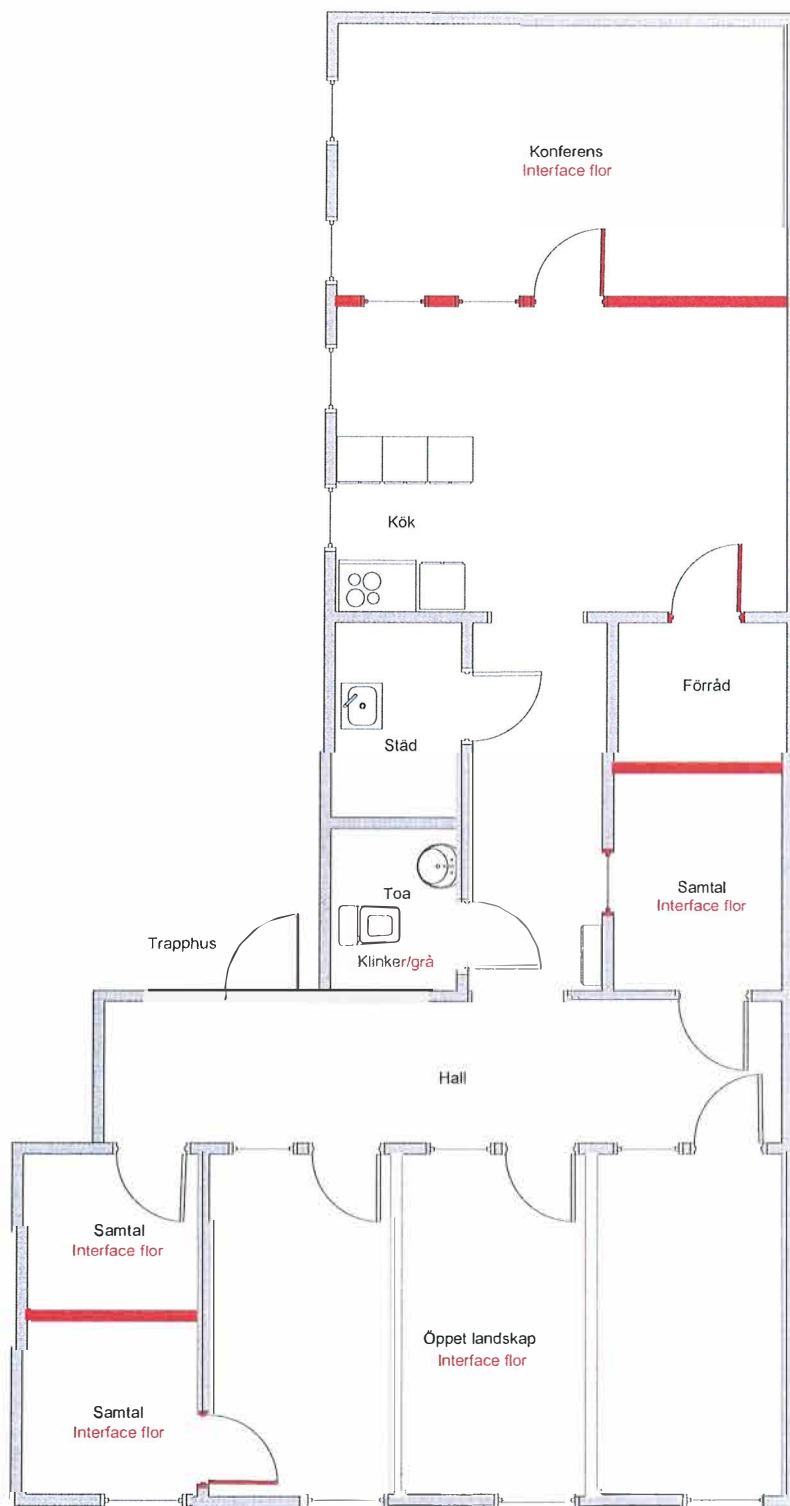 Konferens
Interface flor
Kök
Förråd
Städ
Samtal
Interface flor
Toa
Klinker/grå
Trapphus
Hall
Samtal
Interface flor
Öppet landskap
Interface flor
Samtal
Interface flor